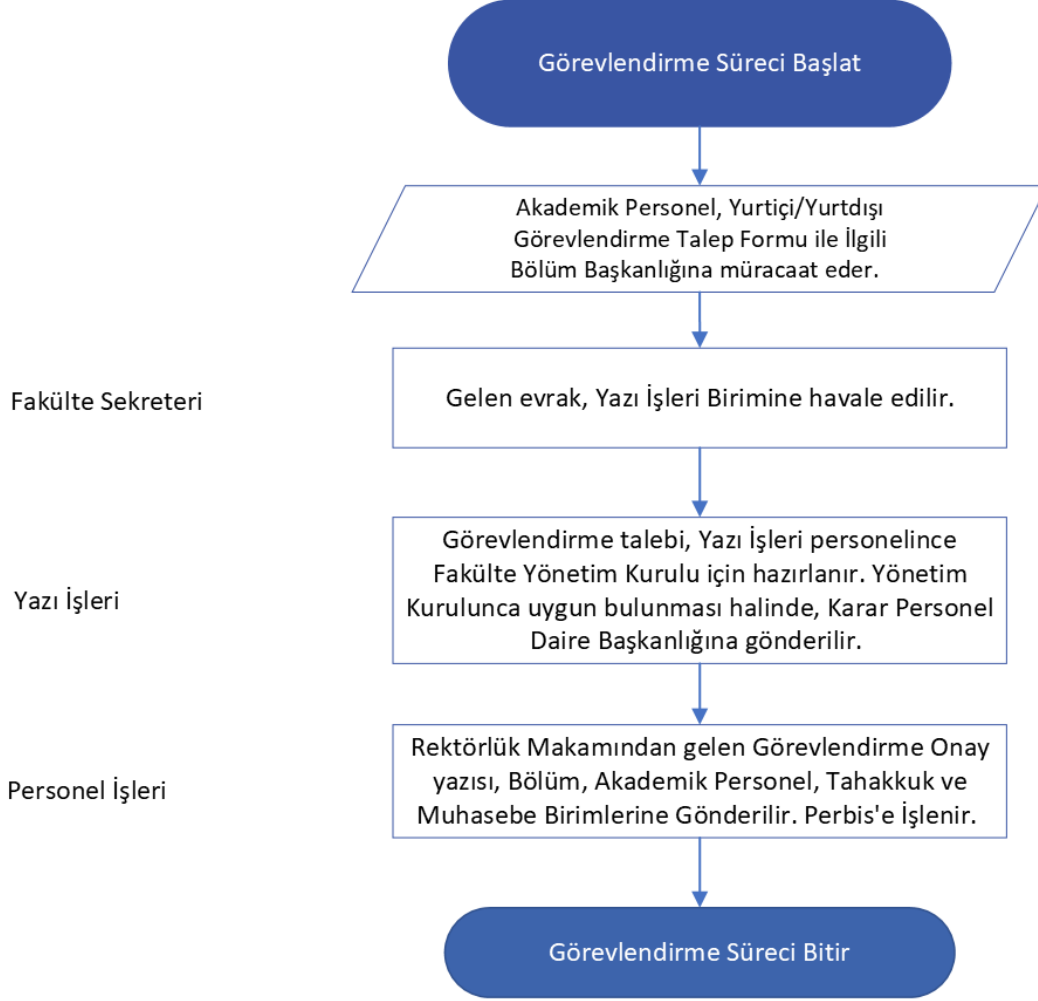 Görevlendirme Süreci Başlat
Akademik Personel, Yurtiçi/Yurtdışı
Görevlendirme Talep Formu ile İlgili
Bölüm Başkanlığına müracaat eder.
Fakülte Sekreteri
Gelen evrak, Yazı İşleri Birimine havale edilir.
Yazı İşleri
Görevlendirme talebi, Yazı İşleri personelince
Fakülte Yönetim Kurulu için hazırlanır. Yönetim
Kurulunca uygun bulunması halinde, Karar Personel
Daire Başkanlığına gönderilir.
Personel İşleri
Rektörlük Makamından gelen Görevlendirme Onay
yazısı, Bölüm, Akademik Personel, Tahakkuk ve
Muhasebe Birimlerine Gönderilir. Perbis'e İşlenir.
Görevlendirme Süreci Bitir